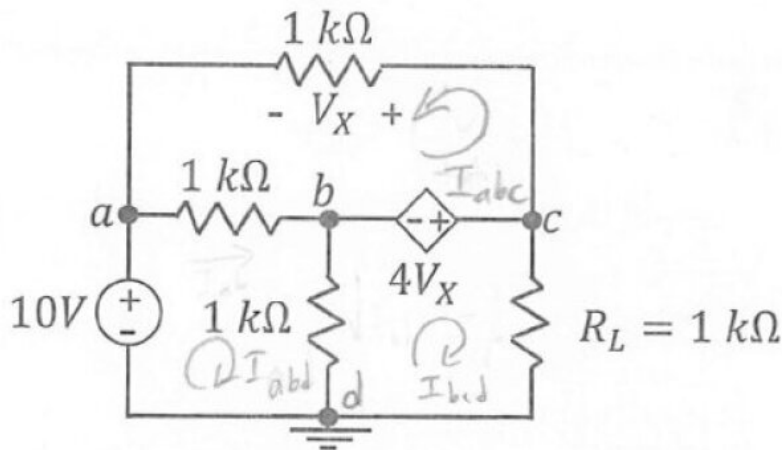 1 kΩ
- V_X +
1 kΩ
I_abc
a
b
c
- +
4V_X
10V
+
-
1 kΩ
R_L = 1 kΩ
I_abd
I_bcd
d